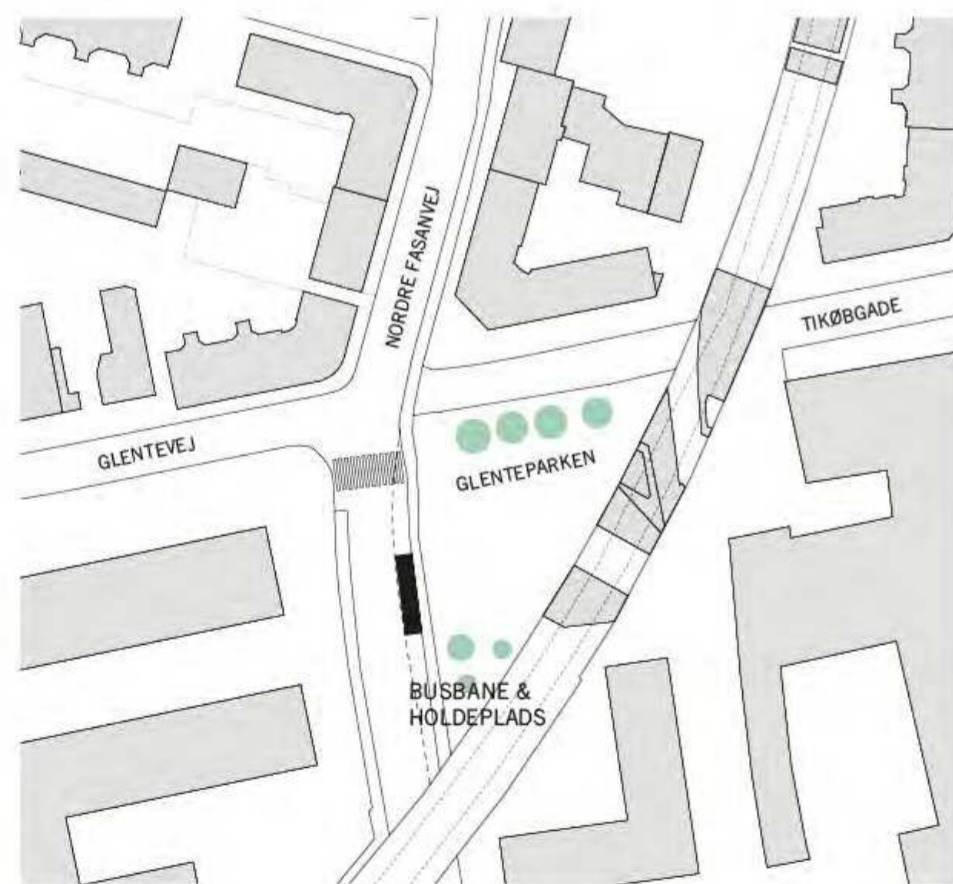 NORDRE FASANVEJ
TIKØBGADE
GLENTEVEJ
GLENTEPARKEN
BUSBANE &
HOLDEPLADS